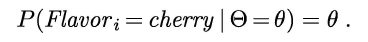 P(Flavor_i = cherry | Θ = θ) = θ .